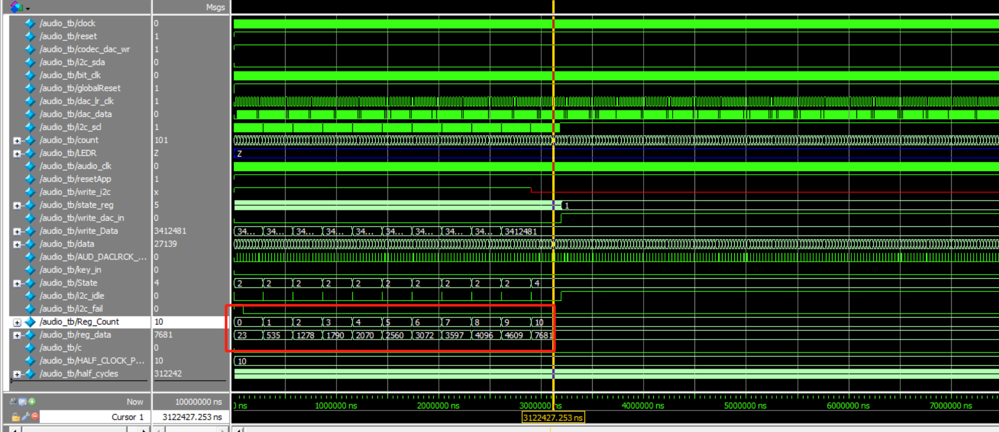 Msgs
/audio_tb/clock 0
/audio_tb/reset 1
/audio_tb/codec_dac_wr 1
/audio_tb/i2c_sda 0
/audio_tb/bit_clk 0
/audio_tb/globalReset 1
/audio_tb/dac_lr_clk 1
/audio_tb/dac_data 0
/audio_tb/i2c_scl 1
/audio_tb/count 101
/audio_tb/LEDR Z Z
/audio_tb/audio_clk 0
/audio_tb/resetApp 1
/audio_tb/write_i2c x
/audio_tb/state_reg 5 1
/audio_tb/write_dac_in 0
/audio_tb/write_Data 3412481 34... 34... 34... 34... 34... 34... 34... 34... 34... 3412481
/audio_tb/data 27139
/audio_tb/AUD_DACLRCK_... 0
/audio_tb/key_in 0
/audio_tb/State 4 2 2 2 2 2 2 2 2 2 2 4
/audio_tb/i2c_idle 0
/audio_tb/i2c_fail 0
/audio_tb/Reg_Count 10 0 1 2 3 4 5 6 7 8 9 10
/audio_tb/reg_data 7681 23 535 1278 1790 2070 2560 3072 3597 4096 4609 7681
/audio_tb/c 0
/audio_tb/HALF_CLOCK_P... 10 10
/audio_tb/half_cycles 312242
Now 10000000 ns ns 1000000 ns 2000000 ns 3000000 ns 4000000 ns 5000000 ns 6000000 ns 7000000 ns
Cursor 1 3122427.253 ns 3122427.253 ns